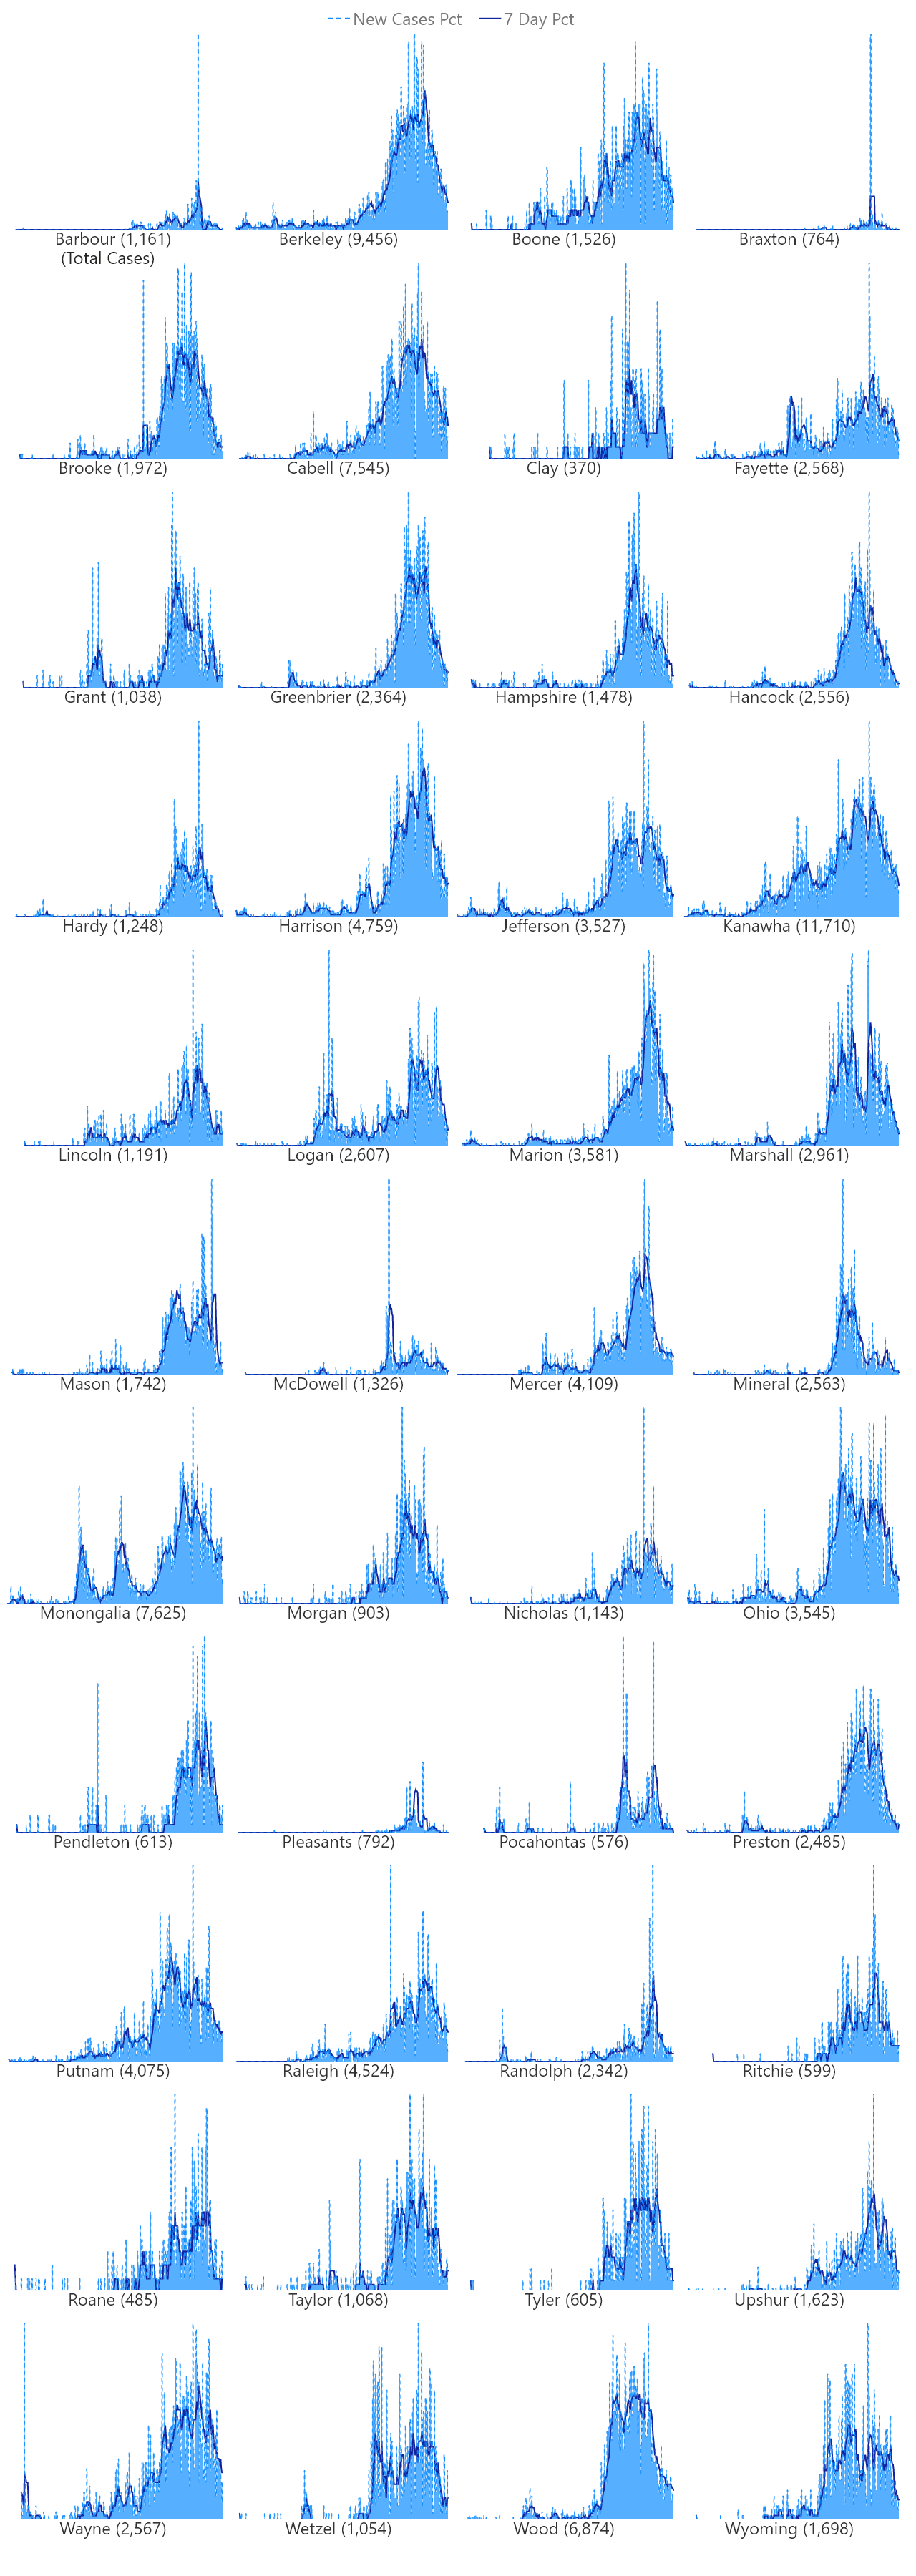 New Cases Pct 7 Day Pct
Barbour (1,161) Berkeley (9,456) Boone (1,526) Braxton (764)
(Total Cases)
Brooke (1,972) Cabell (7,545) Clay (370) Fayette (2,568)
Grant (1,038) Greenbrier (2,364) Hampshire (1,478) Hancock (2,556)
Hardy (1,248) Harrison (4,759) Jefferson (3,527) Kanawha (11,710)
Lincoln (1,191) Logan (2,607) Marion (3,581) Marshall (2,961)
Mason (1,742) McDowell (1,326) Mercer (4,109) Mineral (2,563)
Monongalia (7,625) Morgan (903) Nicholas (1,143) Ohio (3,545)
Pendleton (613) Pleasants (792) Pocahontas (576) Preston (2,485)
Putnam (4,075) Raleigh (4,524) Randolph (2,342) Ritchie (599)
Roane (485) Taylor (1,068) Tyler (605) Upshur (1,623)
Wayne (2,567) Wetzel (1,054) Wood (6,874) Wyoming (1,698)